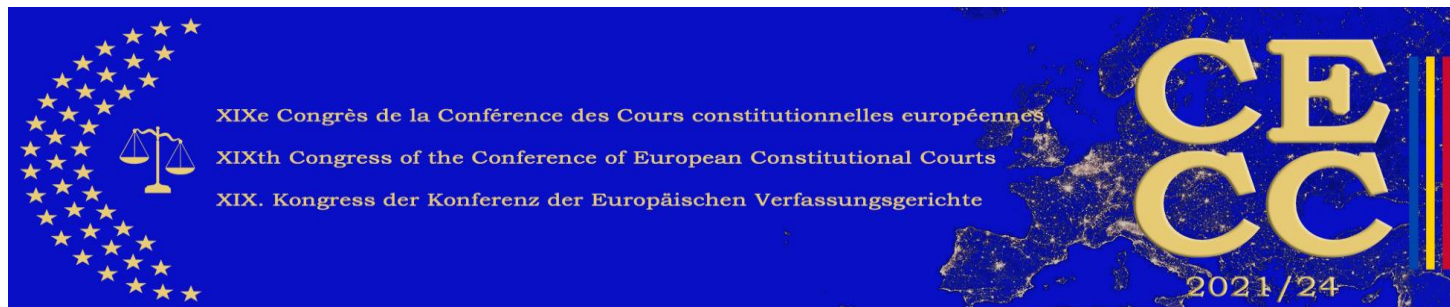 XIXe Congrès de la Conférence des Cours constitutionnelles européennes
XIXth Congress of the Conference of European Constitutional Courts
XIX. Kongress der Konferenz der Europäischen Verfassungsgerichte
CE
CC
2021/24